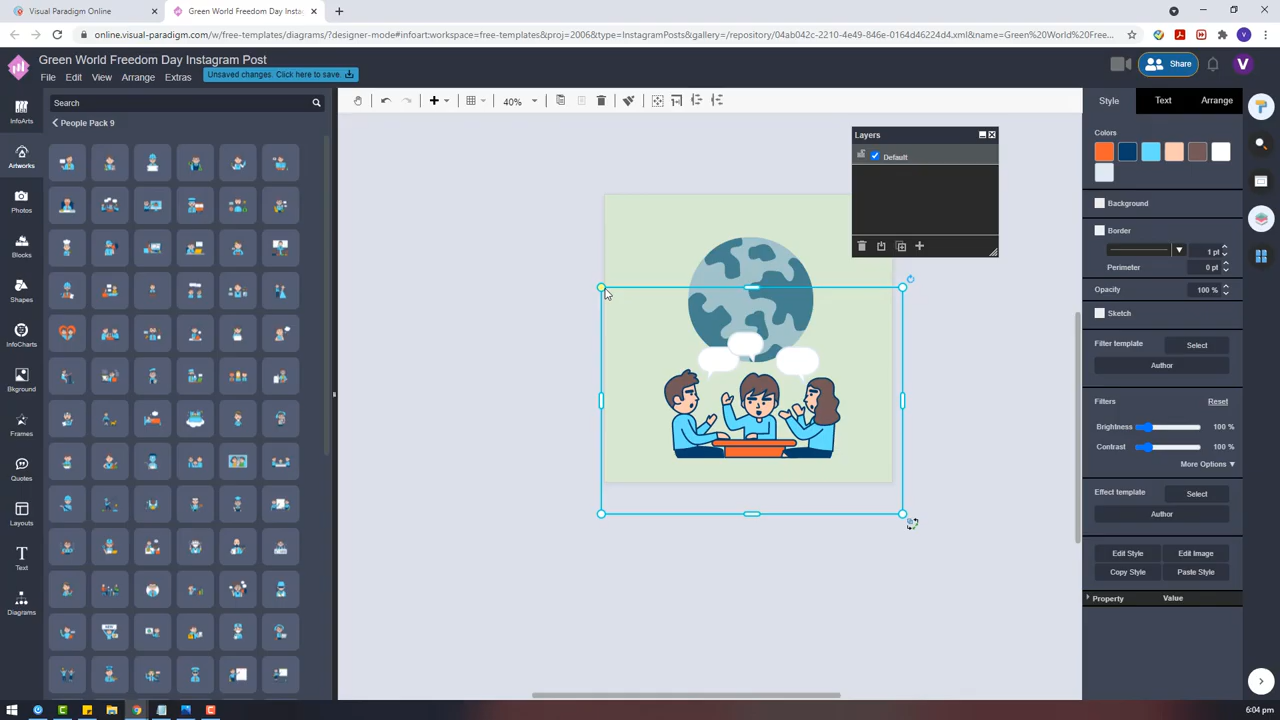 Visual Paradigm Online
Green World Freedom Day Insta
online.visual-paradigm.com/w/free-templates/diagrams/?designer-mode#infoart:workspace=free-templates&proj=2006&type=InstagramPosts&gallery=/repository/04ab042c-2210-4e49-846e-0164d46224d4.xml&name=Green%20World%20Free...
V
Green World Freedom Day Instagram Post
File
Edit
View
Arrange
Extras
Unsaved changes. Click here to save.
Share
V
InfoArts
Artworks
Photos
Blocks
Shapes
InfoCharts
Bkground
Frames
Quotes
Layouts
Text
Diagrams
Search
People Pack 9
40%
Layers
Default
Style
Text
Arrange
Colors
Background
Border
1 pt
Perimeter
0 pt
Opacity
100 %
Sketch
Filter template
Select
Author
Filters
Reset
Brightness
100 %
Contrast
100 %
More Options
Effect template
Select
Author
Edit Style
Edit Image
Copy Style
Paste Style
Property
Value
6:04 pm